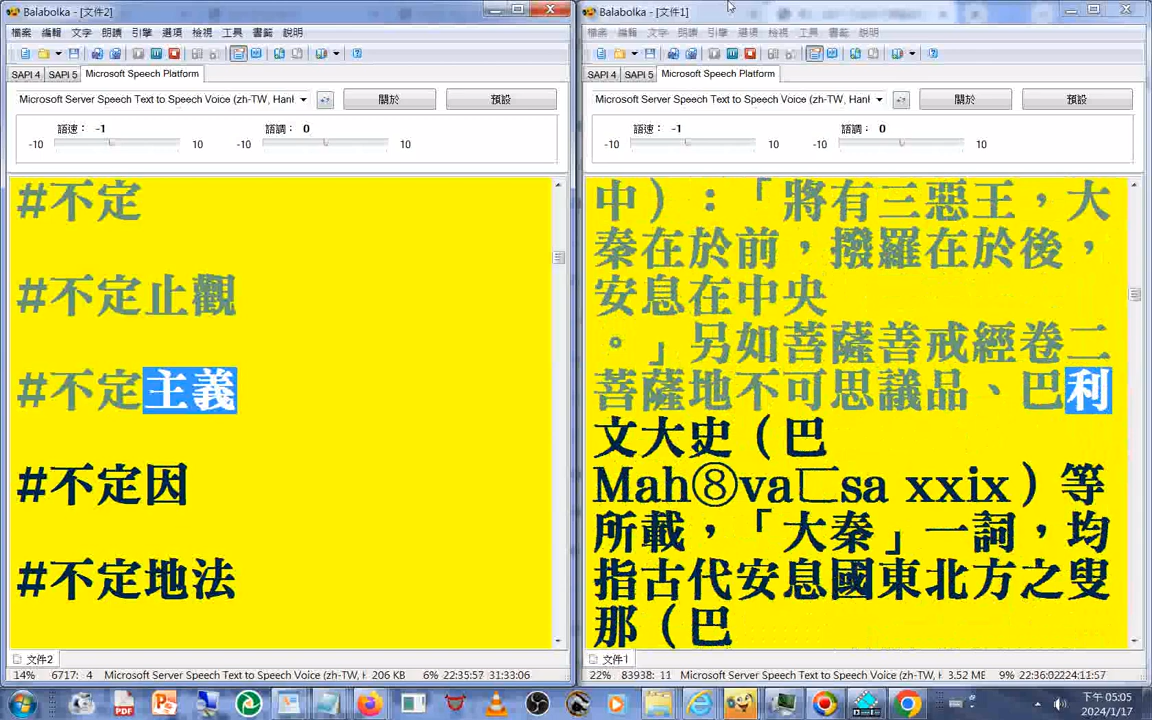 Balabolka - [文件2]
檔案 編輯 文字 朗讀 引擎 選項 檢視 工具 書籤 說明
SAPI 4 SAPI 5 Microsoft Speech Platform
Microsoft Server Speech Text to Speech Voice (zh-TW, Hanl
關於
預設
語速： -1
語調： 0
-10 10 -10 10
#不定
#不定止觀
#不定主義
#不定因
#不定地法
文件2
14% 6717: 4 Microsoft Server Speech Text to Speech Voice (zh-TW, H 206 KB 6% 22:35:57 31:33:06
Balabolka - [文件1]
檔案 編輯 文字 朗讀 引擎 選項 檢視 工具 書籤 說明
SAPI 4 SAPI 5 Microsoft Speech Platform
Microsoft Server Speech Text to Speech Voice (zh-TW, Hanl
關於
預設
語速： -1
語調： 0
-10 10 -10 10
中）：「將有三惡王，大
秦在於前，撥羅在於後，
安息在中央
。」另如菩薩善戒經卷二
菩薩地不可思議品、巴利
文大史（巴
Mah⑧va匚sa xxix）等
所載，「大秦」一詞，均
指古代安息國東北方之叟
那（巴
文件1
22% 83938: 11 Microsoft Server Speech Text to Speech Voice (zh-TW, H 3.52 MB 9% 22:36:02 224:11:57
PDF
下午 05:05
2024/1/17